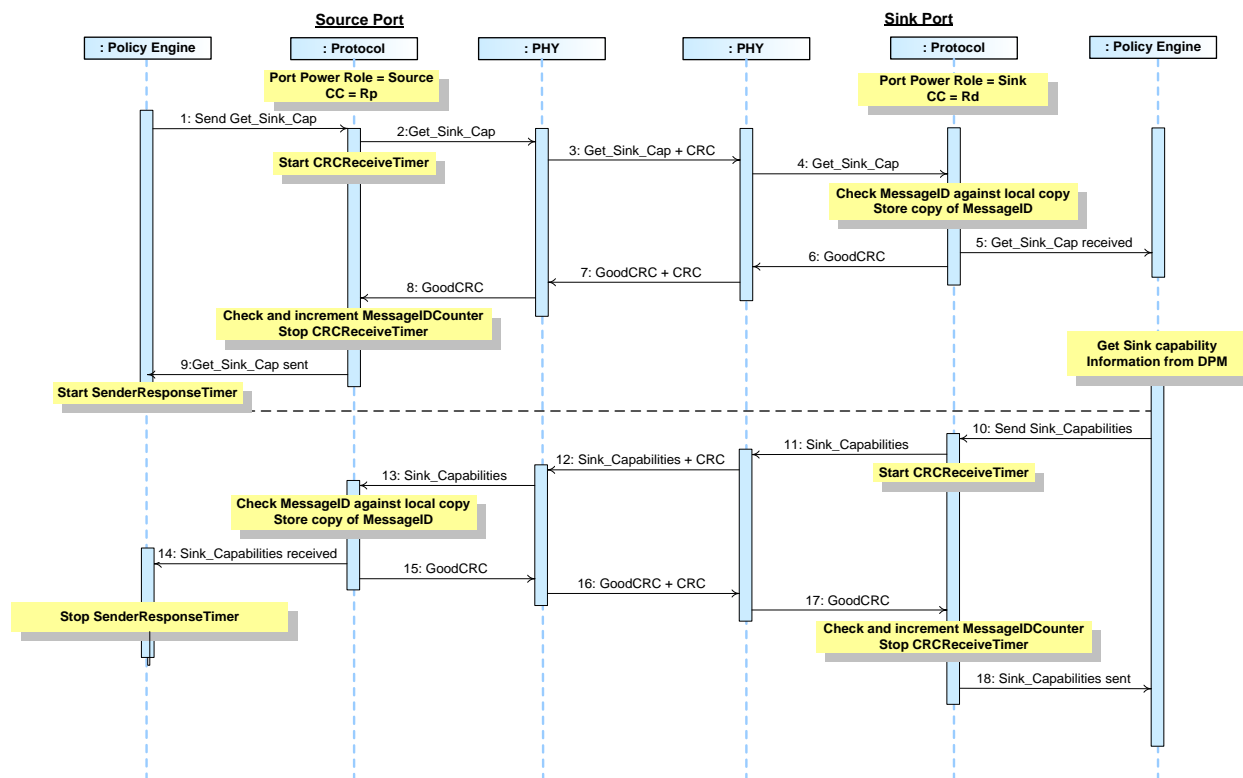 Source Port
Sink Port
: Policy Engine
: Protocol
: PHY
: PHY
: Protocol
: Policy Engine
Port Power Role = Source
CC = Rp
Port Power Role = Sink
CC = Rd
1: Send Get_Sink_Cap
2:Get_Sink_Cap
Start CRCReceiveTimer
3: Get_Sink_Cap + CRC
4: Get_Sink_Cap
Check MessageID against local copy
Store copy of MessageID
5: Get_Sink_Cap received
6: GoodCRC
7: GoodCRC + CRC
8: GoodCRC
Check and increment MessageIDCounter
Stop CRCReceiveTimer
Get Sink capability
Information from DPM
9:Get_Sink_Cap sent
Start SenderResponseTimer
10: Send Sink_Capabilities
11: Sink_Capabilities
Start CRCReceiveTimer
12: Sink_Capabilities + CRC
13: Sink_Capabilities
Check MessageID against local copy
Store copy of MessageID
14: Sink_Capabilities received
15: GoodCRC
16: GoodCRC + CRC
17: GoodCRC
Stop SenderResponseTimer
Check and increment MessageIDCounter
Stop CRCReceiveTimer
18: Sink_Capabilities sent